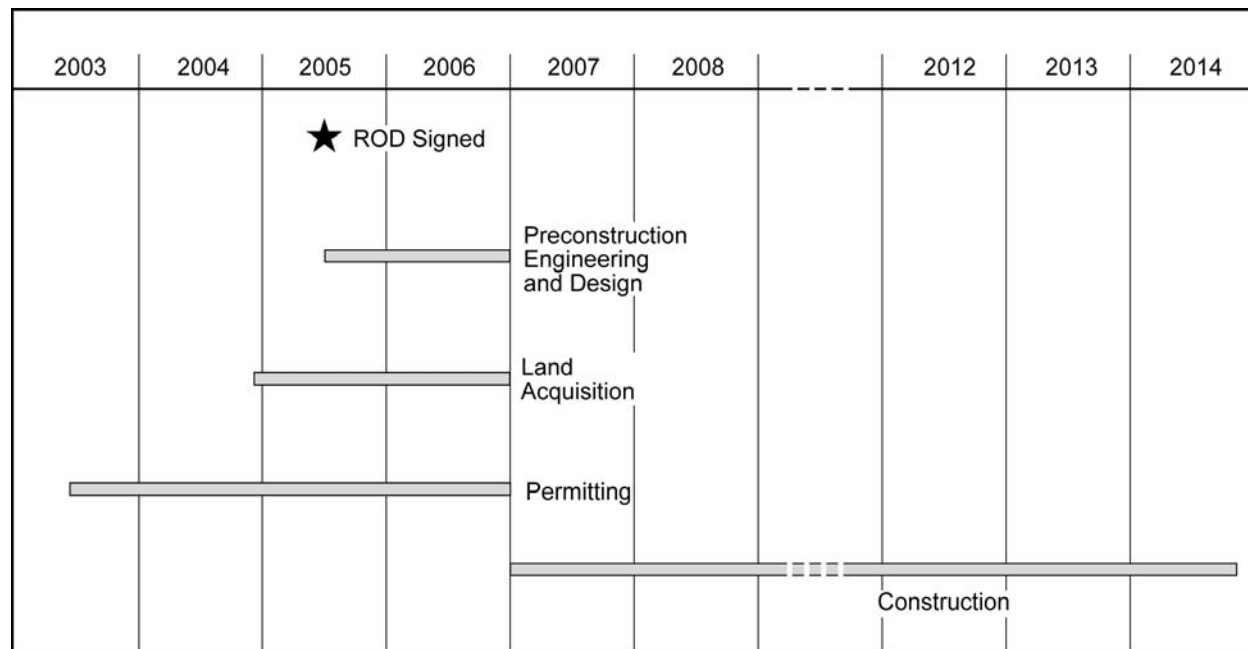 2003 2004 2005 2006 2007 2008 2012 2013 2014
ROD Signed
Preconstruction
Engineering
and Design
Land
Acquisition
Permitting
Construction